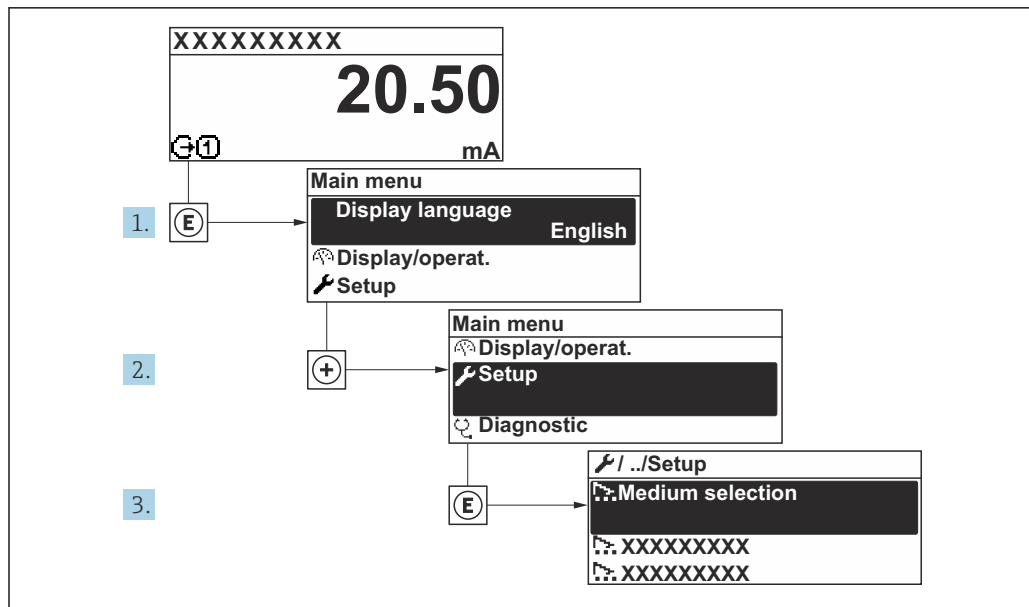 XXXXXXXXX
20.50
1 mA
1. E
Main menu
Display language
English
Display/operat.
Setup
2. +
Main menu
Display/operat.
Setup
Diagnostic
3. E
/ ../Setup
Medium selection
XXXXXXXXX
XXXXXXXXX